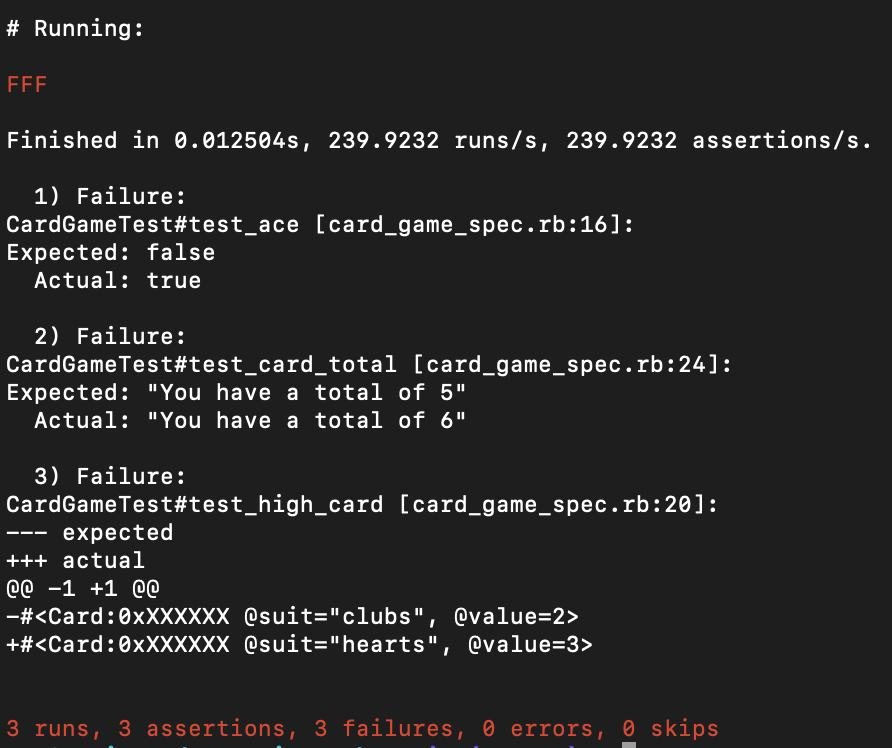 # Running:
FFF
Finished in 0.012504s, 239.9232 runs/s, 239.9232 assertions/s.
1) Failure:
CardGameTest#test_ace [card_game_spec.rb:16]:
Expected: false
Actual: true
2) Failure:
CardGameTest#test_card_total [card_game_spec.rb:24]:
Expected: "You have a total of 5"
Actual: "You have a total of 6"
3) Failure:
CardGameTest#test_high_card [card_game_spec.rb:20]:
--- expected
+++ actual
@@ -1 +1 @@
-#<Card:0xXXXXXX @suit="clubs", @value=2>
+#<Card:0xXXXXXX @suit="hearts", @value=3>
3 runs, 3 assertions, 3 failures, 0 errors, 0 skips